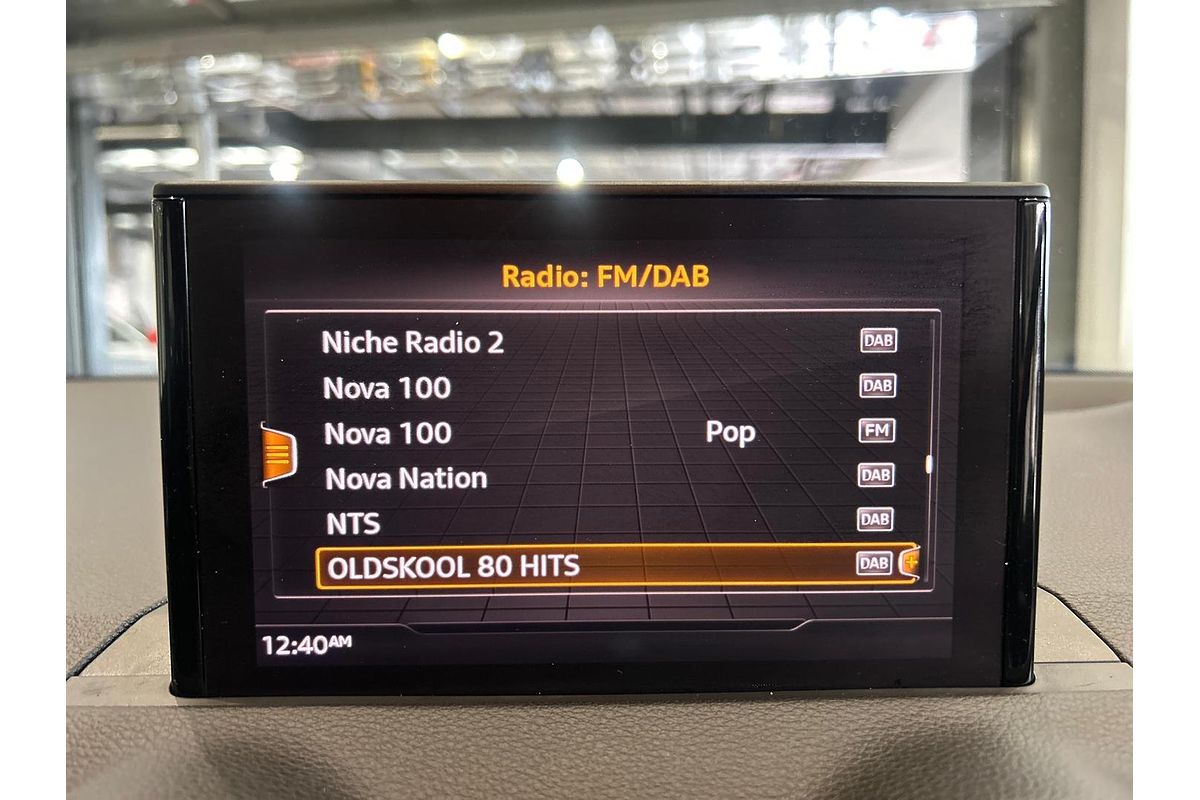 Radio: FM/DAB
Niche Radio 2 DAB
Nova 100 DAB
Nova 100 Pop FM
Nova Nation DAB
NTS DAB
OLDSKOOL 80 HITS DAB +
12:40AM